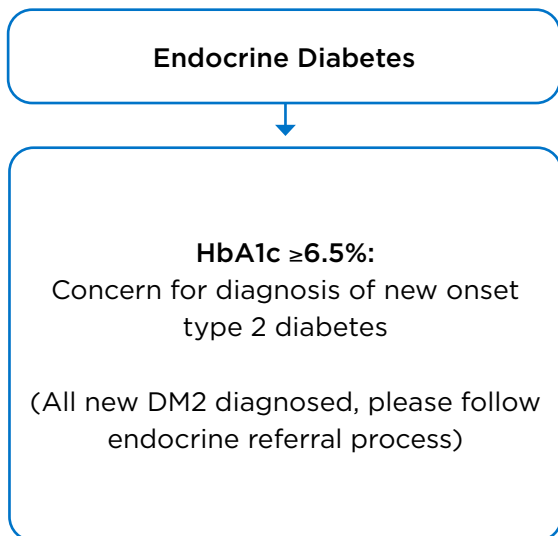 Endocrine Diabetes
HbA1c ≥6.5%:
Concern for diagnosis of new onset
type 2 diabetes
(All new DM2 diagnosed, please follow
endocrine referral process)